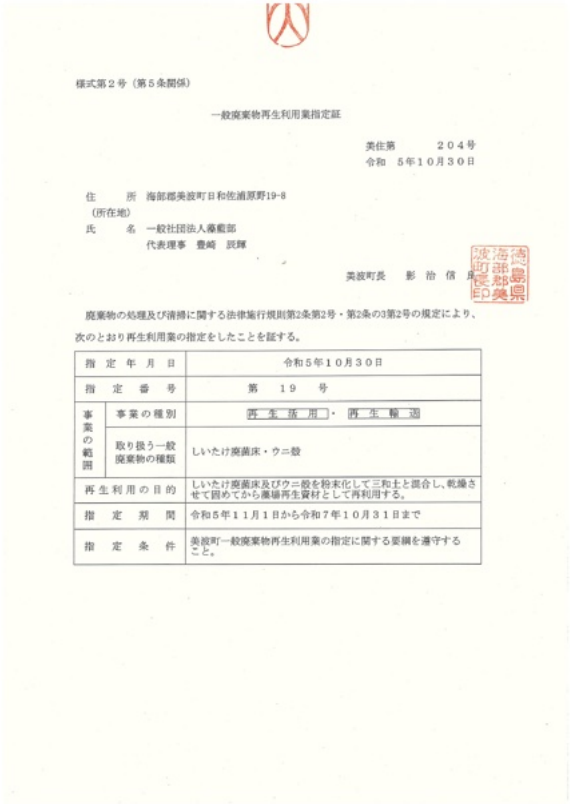 様式第2号（第5条関係）
一般廃棄物再生利用業指定証
美住第 204号
令和 5年10月30日
住 所 海部郡美波町日和佐浦原野19-8
（所在地）
氏 名 一般社団法人藻藍部
代表理事 豊崎 辰輝
美波町長 影 治 信 良
徳島県
海部郡美
波町長印
廃棄物の処理及び清掃に関する法律施行規則第2条第2号・第2条の3第2号の規定により、
次のとおり再生利用業の指定をしたことを証する。
指 定 年 月 日 令和5年10月30日
指 定 番 号 第 19 号
事業の範囲 事業の種別 再 生 活 用 ・ 再 生 輸 送
取り扱う一般
廃棄物の種類 しいたけ廃菌床・ウニ殻
再生利用の目的 しいたけ廃菌床及びウニ殻を粉末化して三和土と混合し、乾燥さ
せて固めてから藻場再生資材として再利用する。
指 定 期 間 令和5年11月1日から令和7年10月31日まで
指 定 条 件 美波町一般廃棄物再生利用業の指定に関する要綱を遵守する
こと。